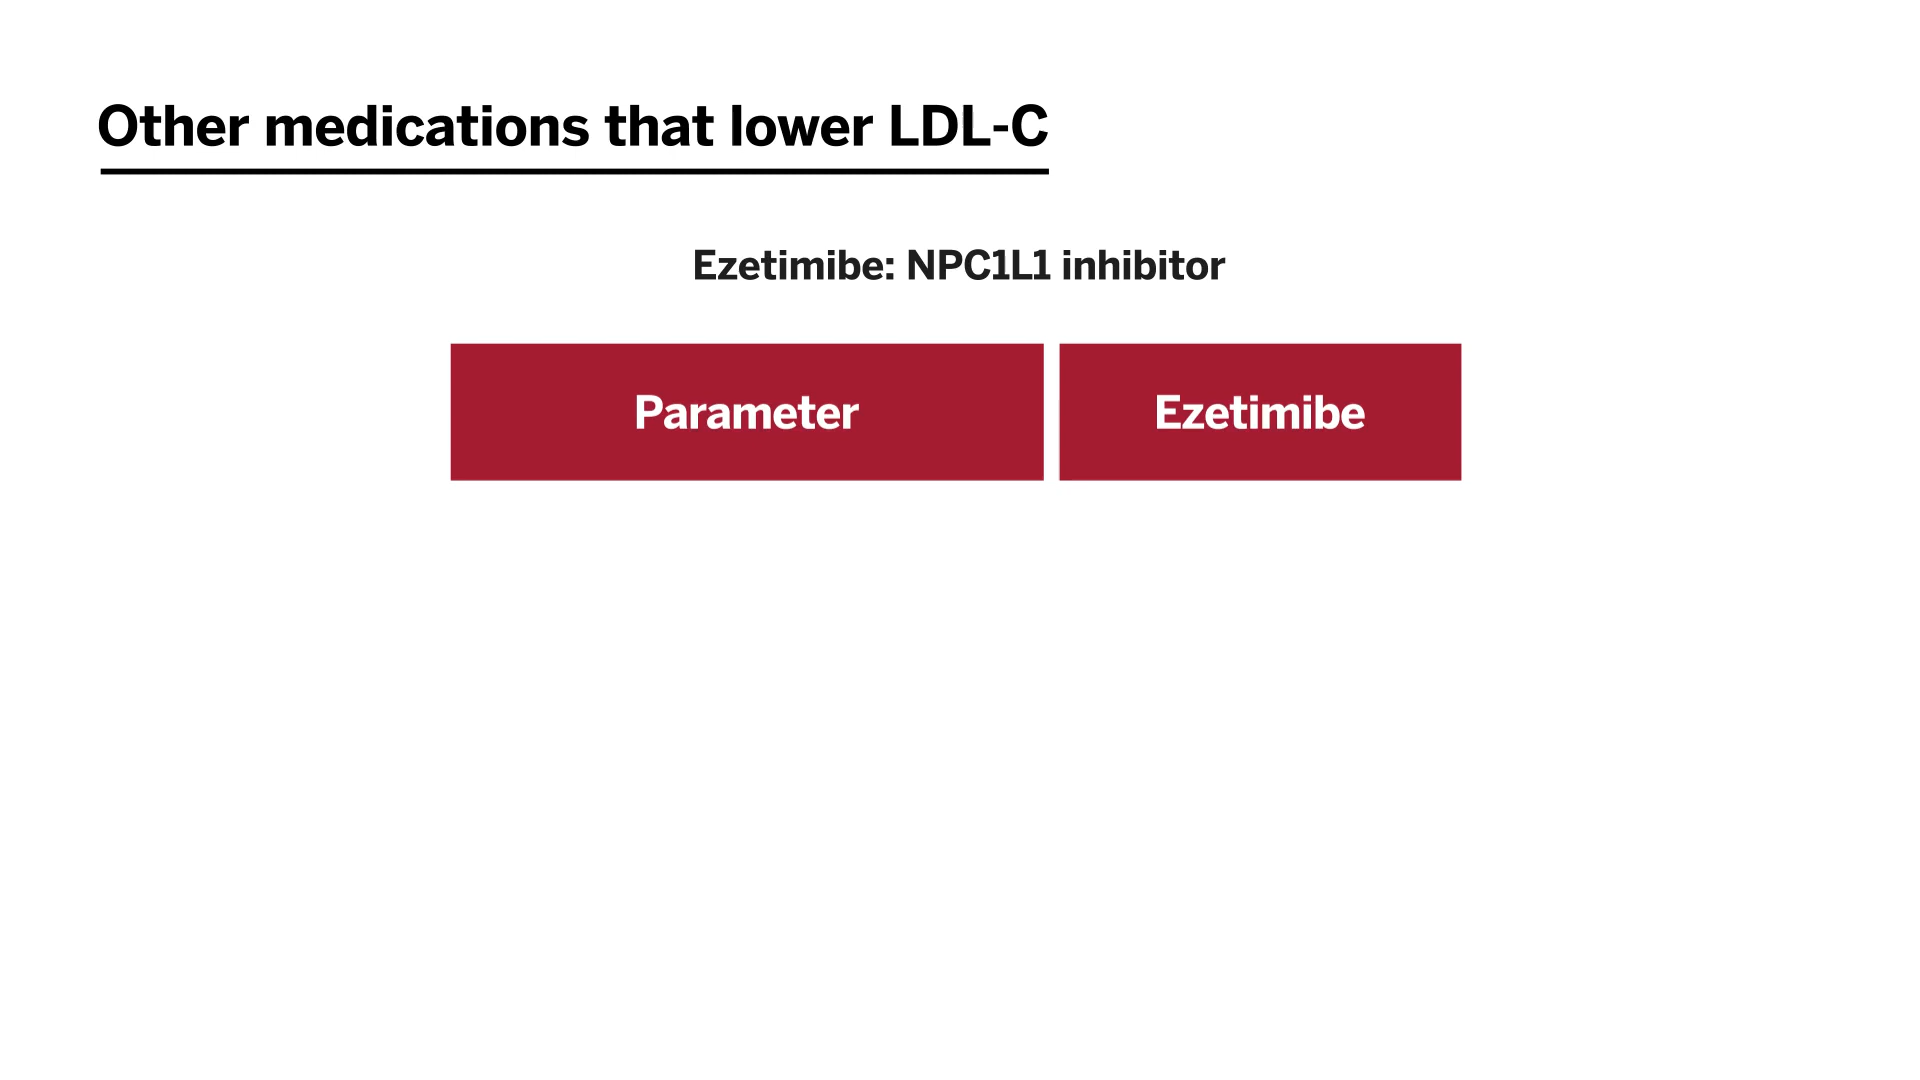 Other medications that lower LDL-C
Ezetimibe: NPC1L1 inhibitor
Parameter
Ezetimibe